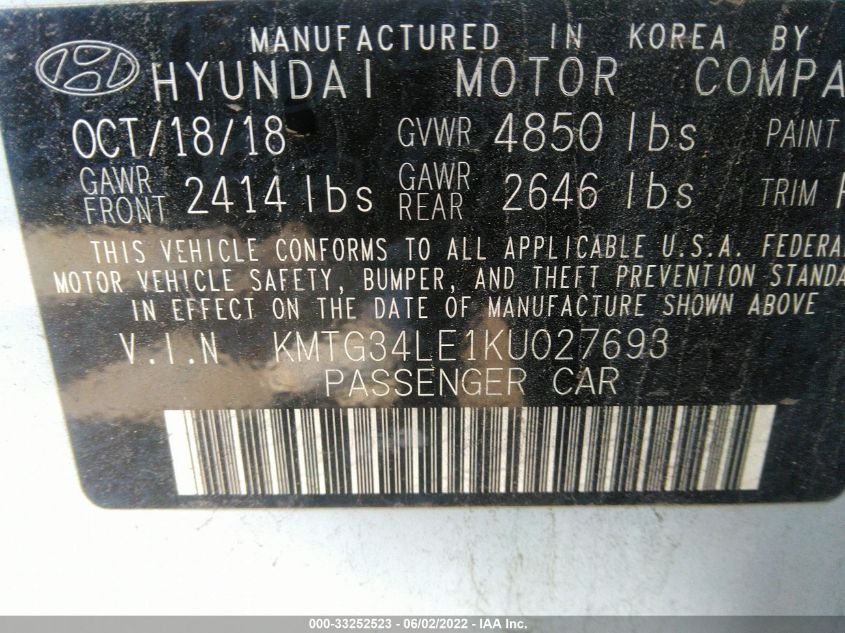 MANUFACTURED IN KOREA BY
HYUNDAI MOTOR COMPA
OCT/18/18 GVWR 4850 lbs PAINT
GAWR FRONT 2414 lbs GAWR REAR 2646 lbs TRIM
THIS VEHICLE CONFORMS TO ALL APPLICABLE U.S.A. FEDERA
MOTOR VEHICLE SAFETY, BUMPER, AND THEFT PREVENTION STANDA
IN EFFECT ON THE DATE OF MANUFACTURE SHOWN ABOVE
V.I.N KMTG34LE1KU027693
PASSENGER CAR
000-33252523 - 06/02/2022 - IAA Inc.